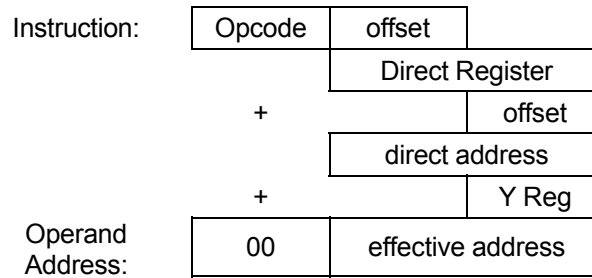 Instruction: Opcode offset
Direct Register
+ offset
direct address
+ Y Reg
Operand
Address: 00 effective address